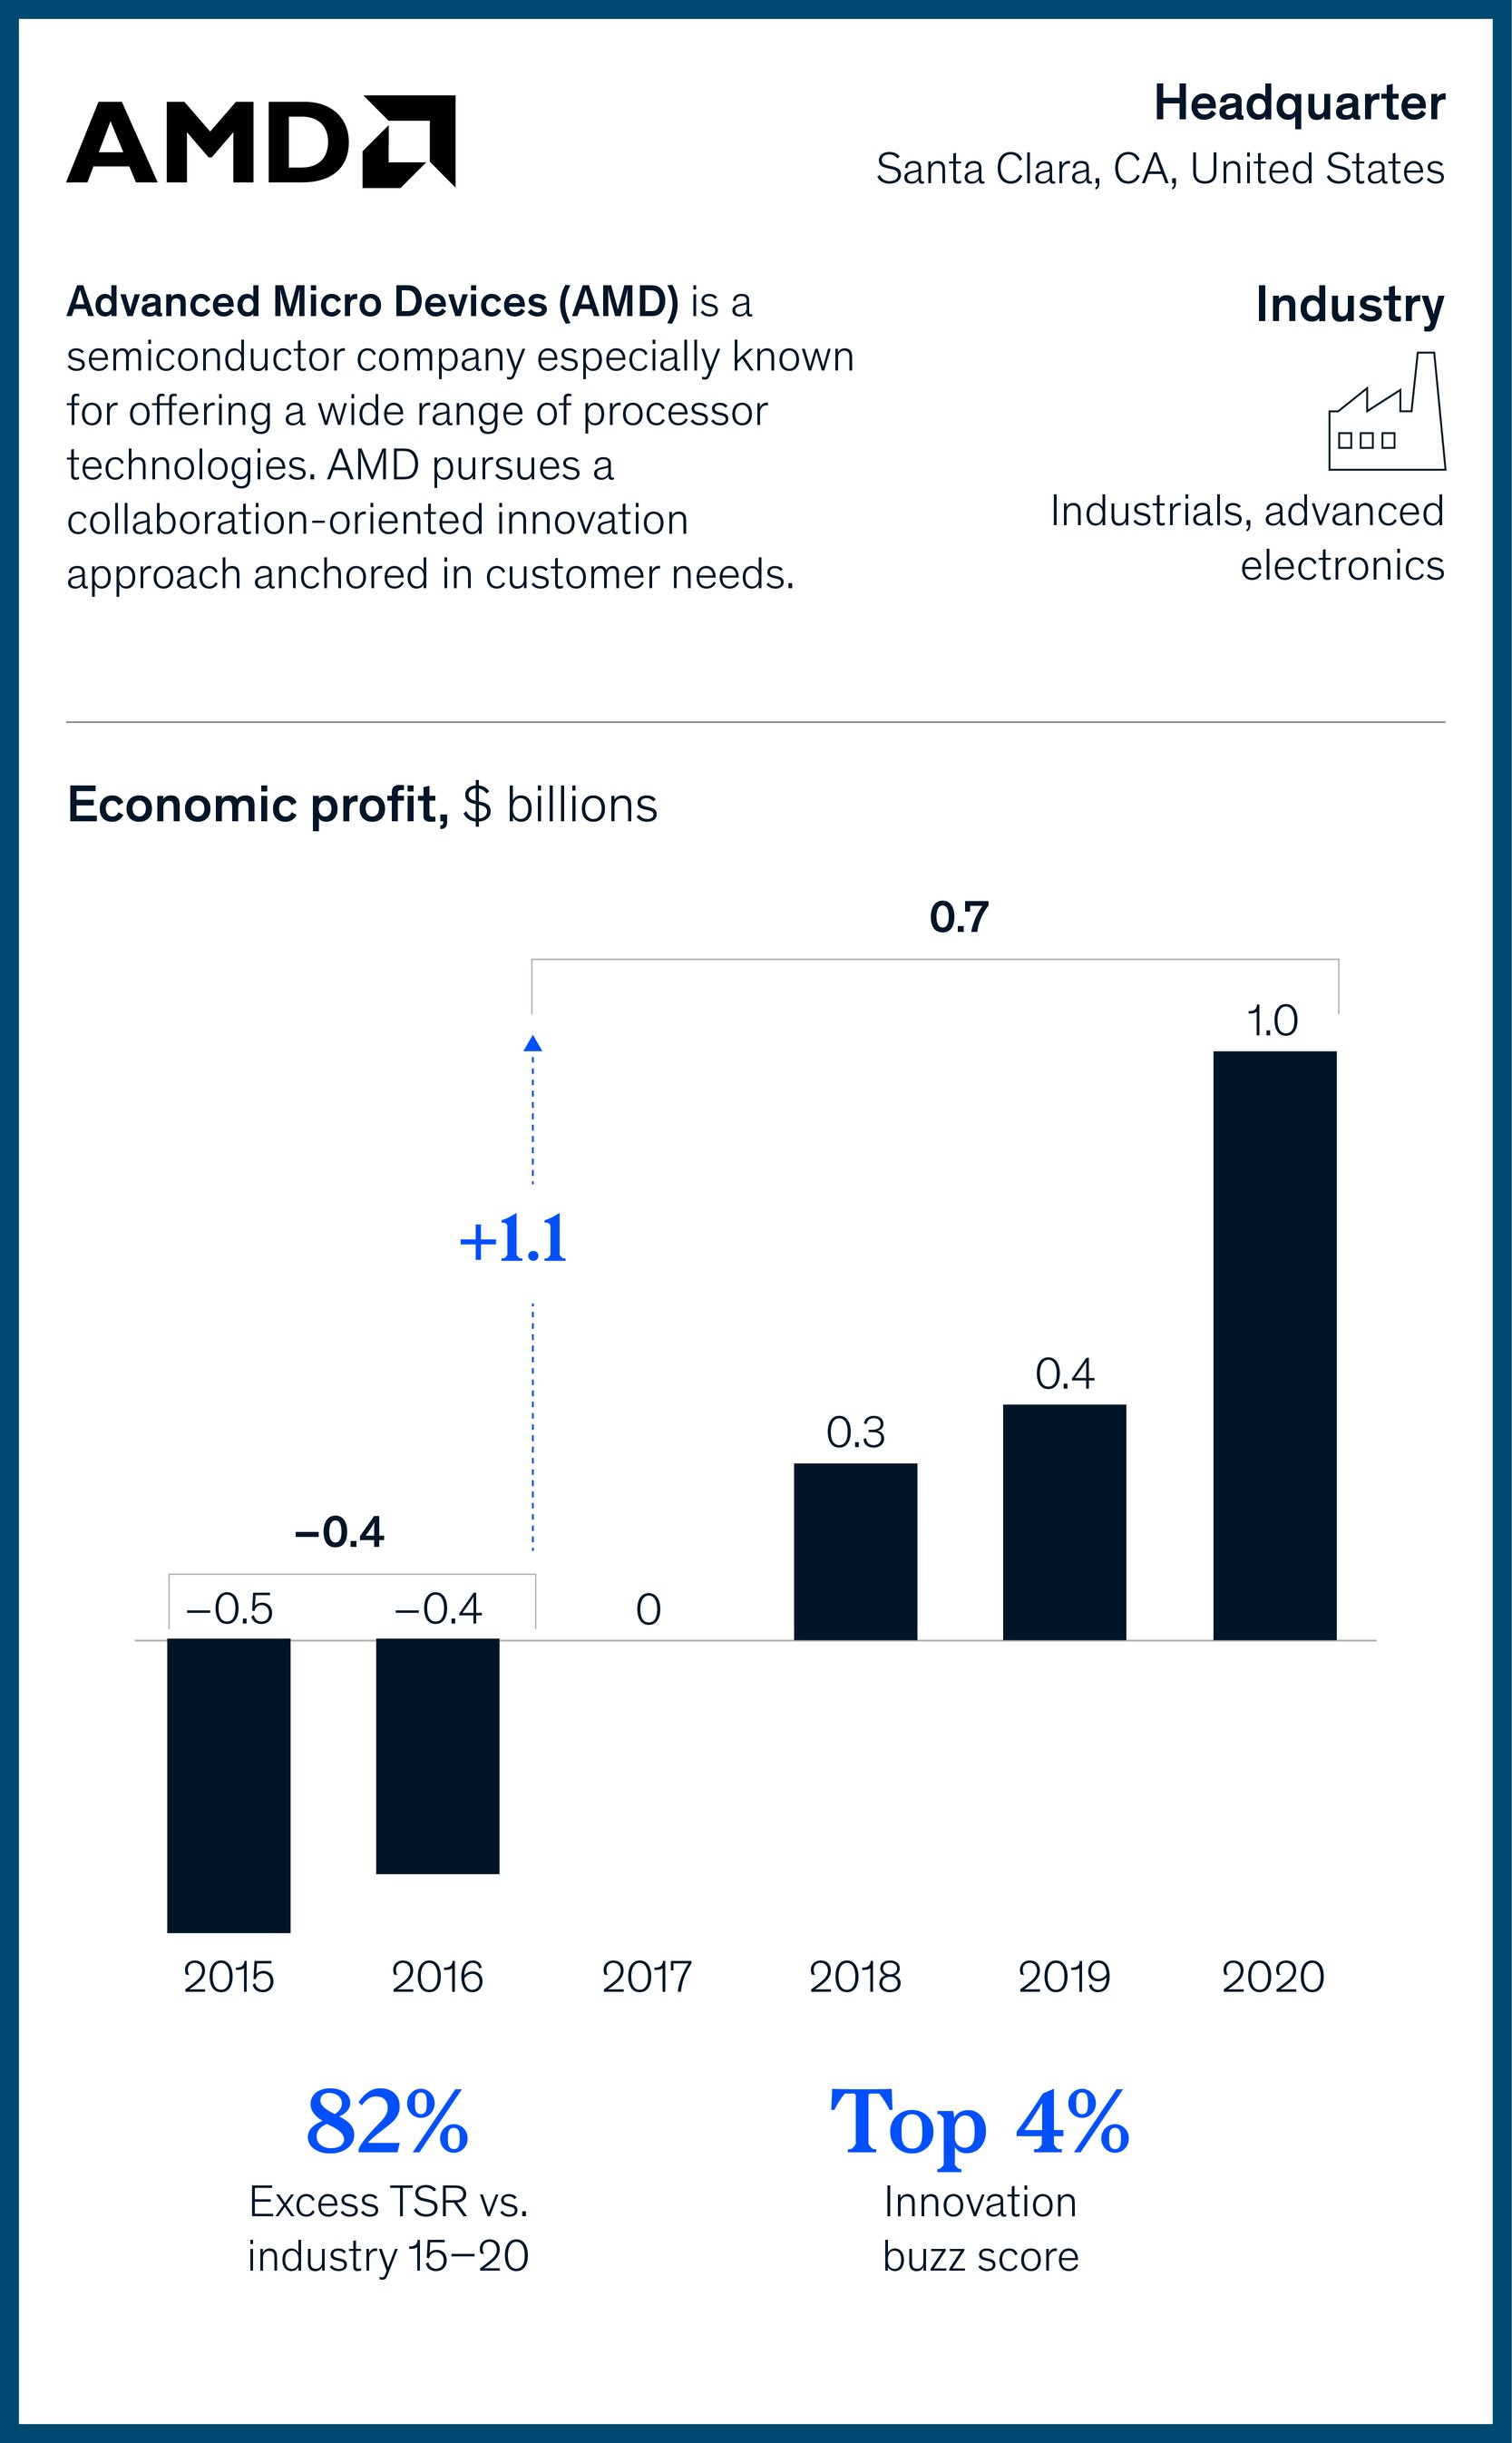 AMD
Headquarter
Santa Clara, CA, United States
Advanced Micro Devices (AMD) is a
semiconductor company especially known
for offering a wide range of processor
technologies. AMD pursues a
collaboration-oriented innovation
approach anchored in customer needs.
Industry
Industrials, advanced
electronics
Economic profit, $ billions
0.7
1.0
+1.1
0.4
0.3
–0.4
–0.5
–0.4
0
2015
2016
2017
2018
2019
2020
82%
Excess TSR vs.
industry 15–20
Top 4%
Innovation
buzz score